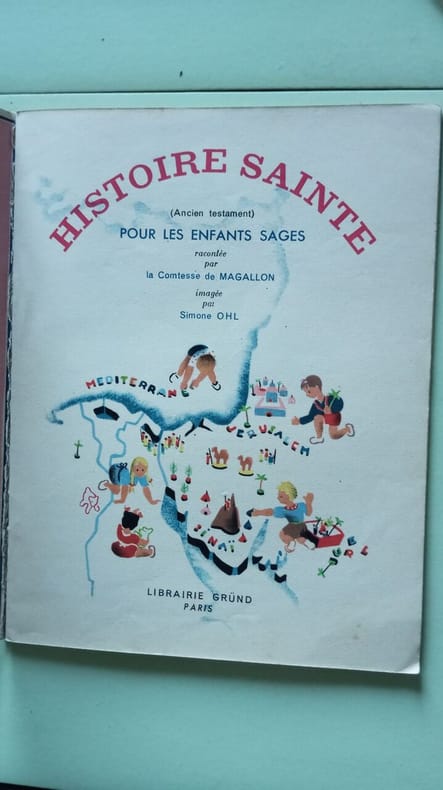 HISTOIRE SAINTE
(Ancien testament)
POUR LES ENFANTS SAGES
racontée
par
la Comtesse de MAGALLON
imagée
par
Simone OHL
MEDITERRANE
JERUSALEM
SINAI
LIBRAIRIE GRÜND
PARIS